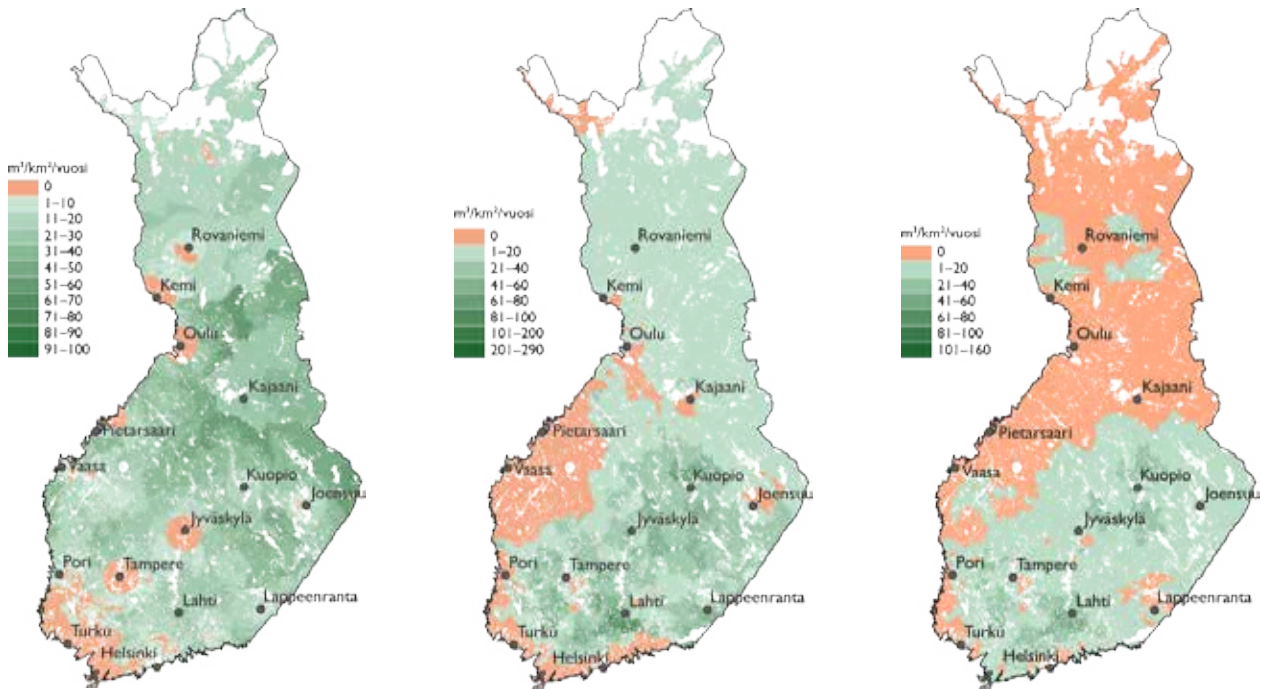 m³/km²/vuosi
0
1–10
11–20
21–30
31–40
41–50
51–60
61–70
71–80
81–90
91–100
Rovaniemi
Kemi
Oulu
Kajaani
Pietarsaari
Vaasa
Kuopio
Joensuu
Jyväskylä
Pori
Tampere
Lahti
Lappeenranta
Turku
Helsinki
m³/km²/vuosi
0
1–20
21–40
41–60
61–80
81–100
101–200
201–290
Rovaniemi
Kemi
Oulu
Kajaani
Pietarsaari
Vaasa
Kuopio
Joensuu
Jyväskylä
Pori
Tampere
Lahti
Lappeenranta
Turku
Helsinki
m³/km²/vuosi
0
1–20
21–40
41–60
61–80
81–100
101–160
Rovaniemi
Kemi
Oulu
Kajaani
Pietarsaari
Vaasa
Kuopio
Joensuu
Jyväskylä
Pori
Tampere
Lahti
Lappeenranta
Turku
Helsinki